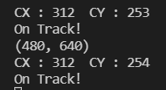 CX : 312  CY : 253
On Track!
(480, 640)
CX : 312  CY : 254
On Track!